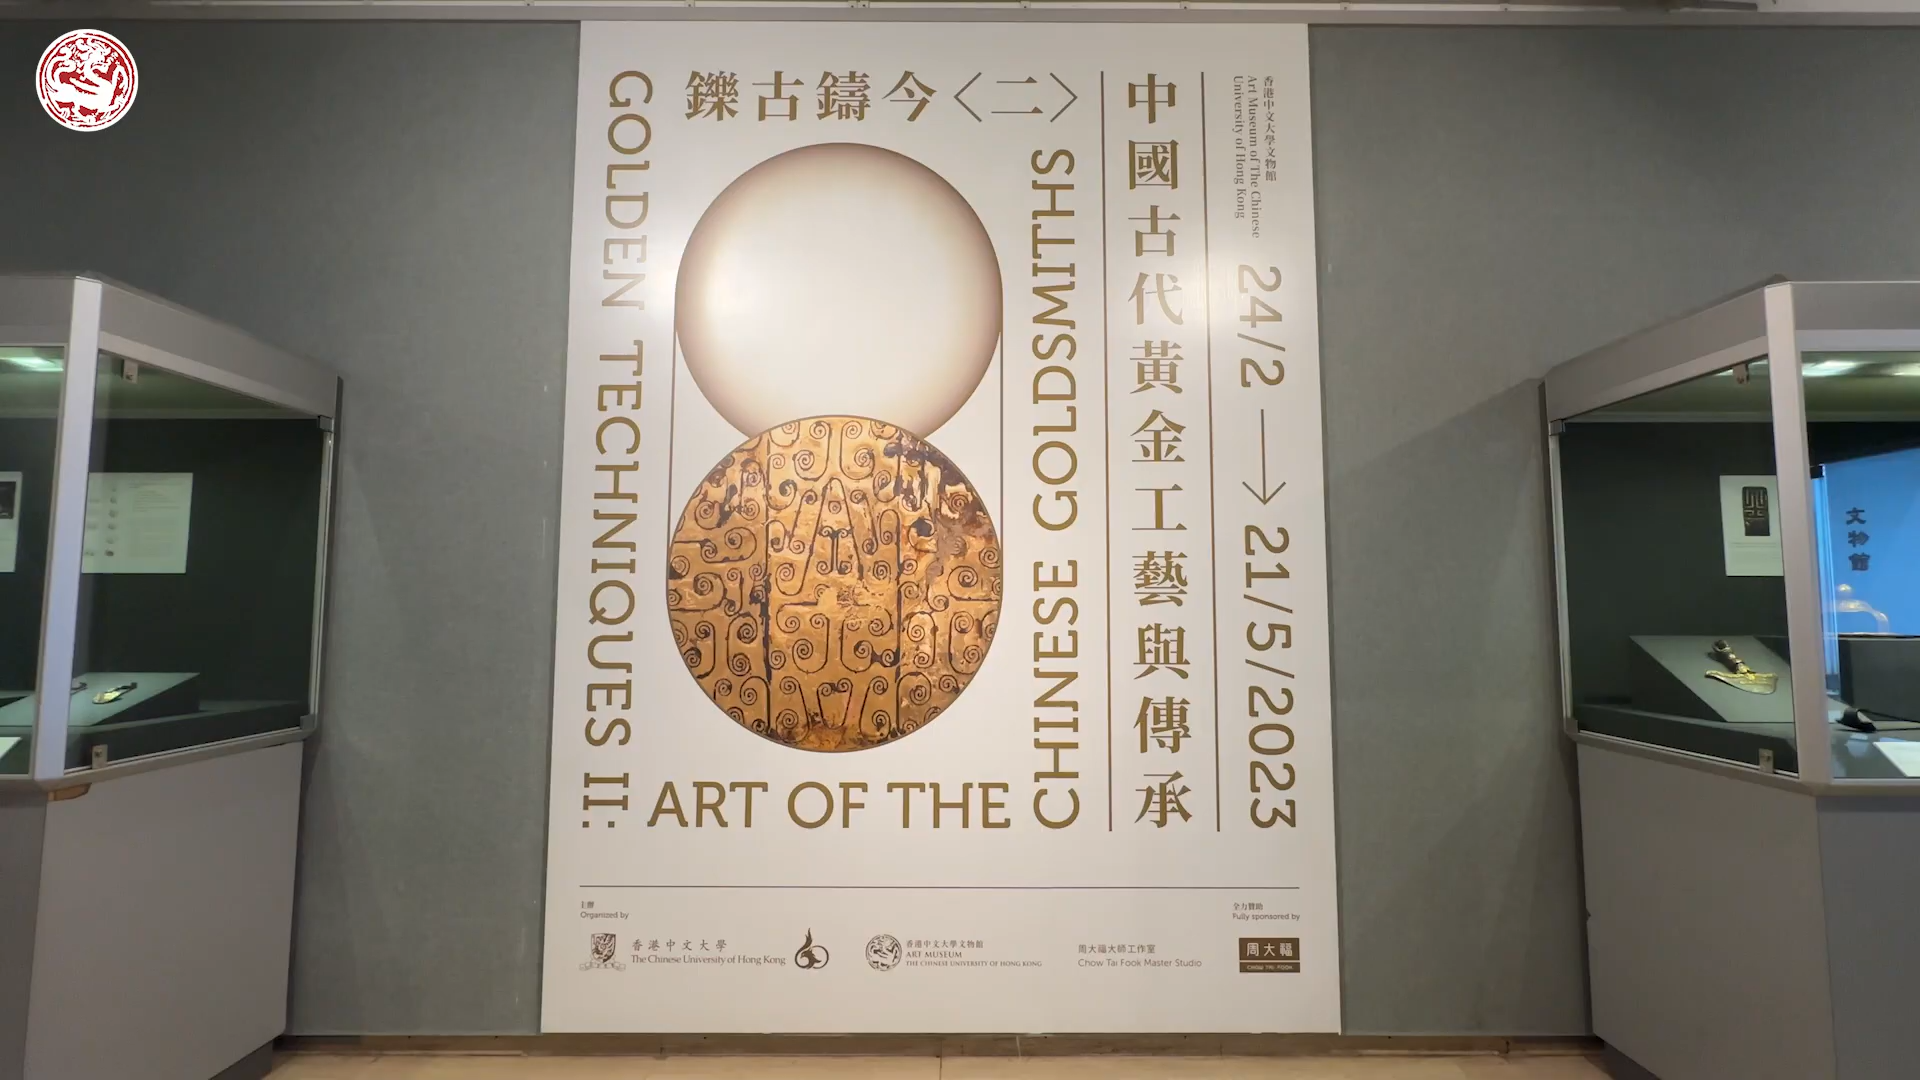 鑠古鑄今〈二〉
GOLDEN TECHNIQUES II:
ART OF THE
CHINESE GOLDSMITHS
中國古代黃金工藝與傳承
香港中文大學文物館
Art Museum of The Chinese
University of Hong Kong
24/2 → 21/5/2023
主辦
Organized by
香港中文大學
The Chinese University of Hong Kong
60
香港中文大學文物館
ART MUSEUM
THE CHINESE UNIVERSITY OF HONG KONG
周大福大師工作室
Chow Tai Fook Master Studio
全力贊助
Fully sponsored by
周大福
CHOW TAI FOOK
文物館